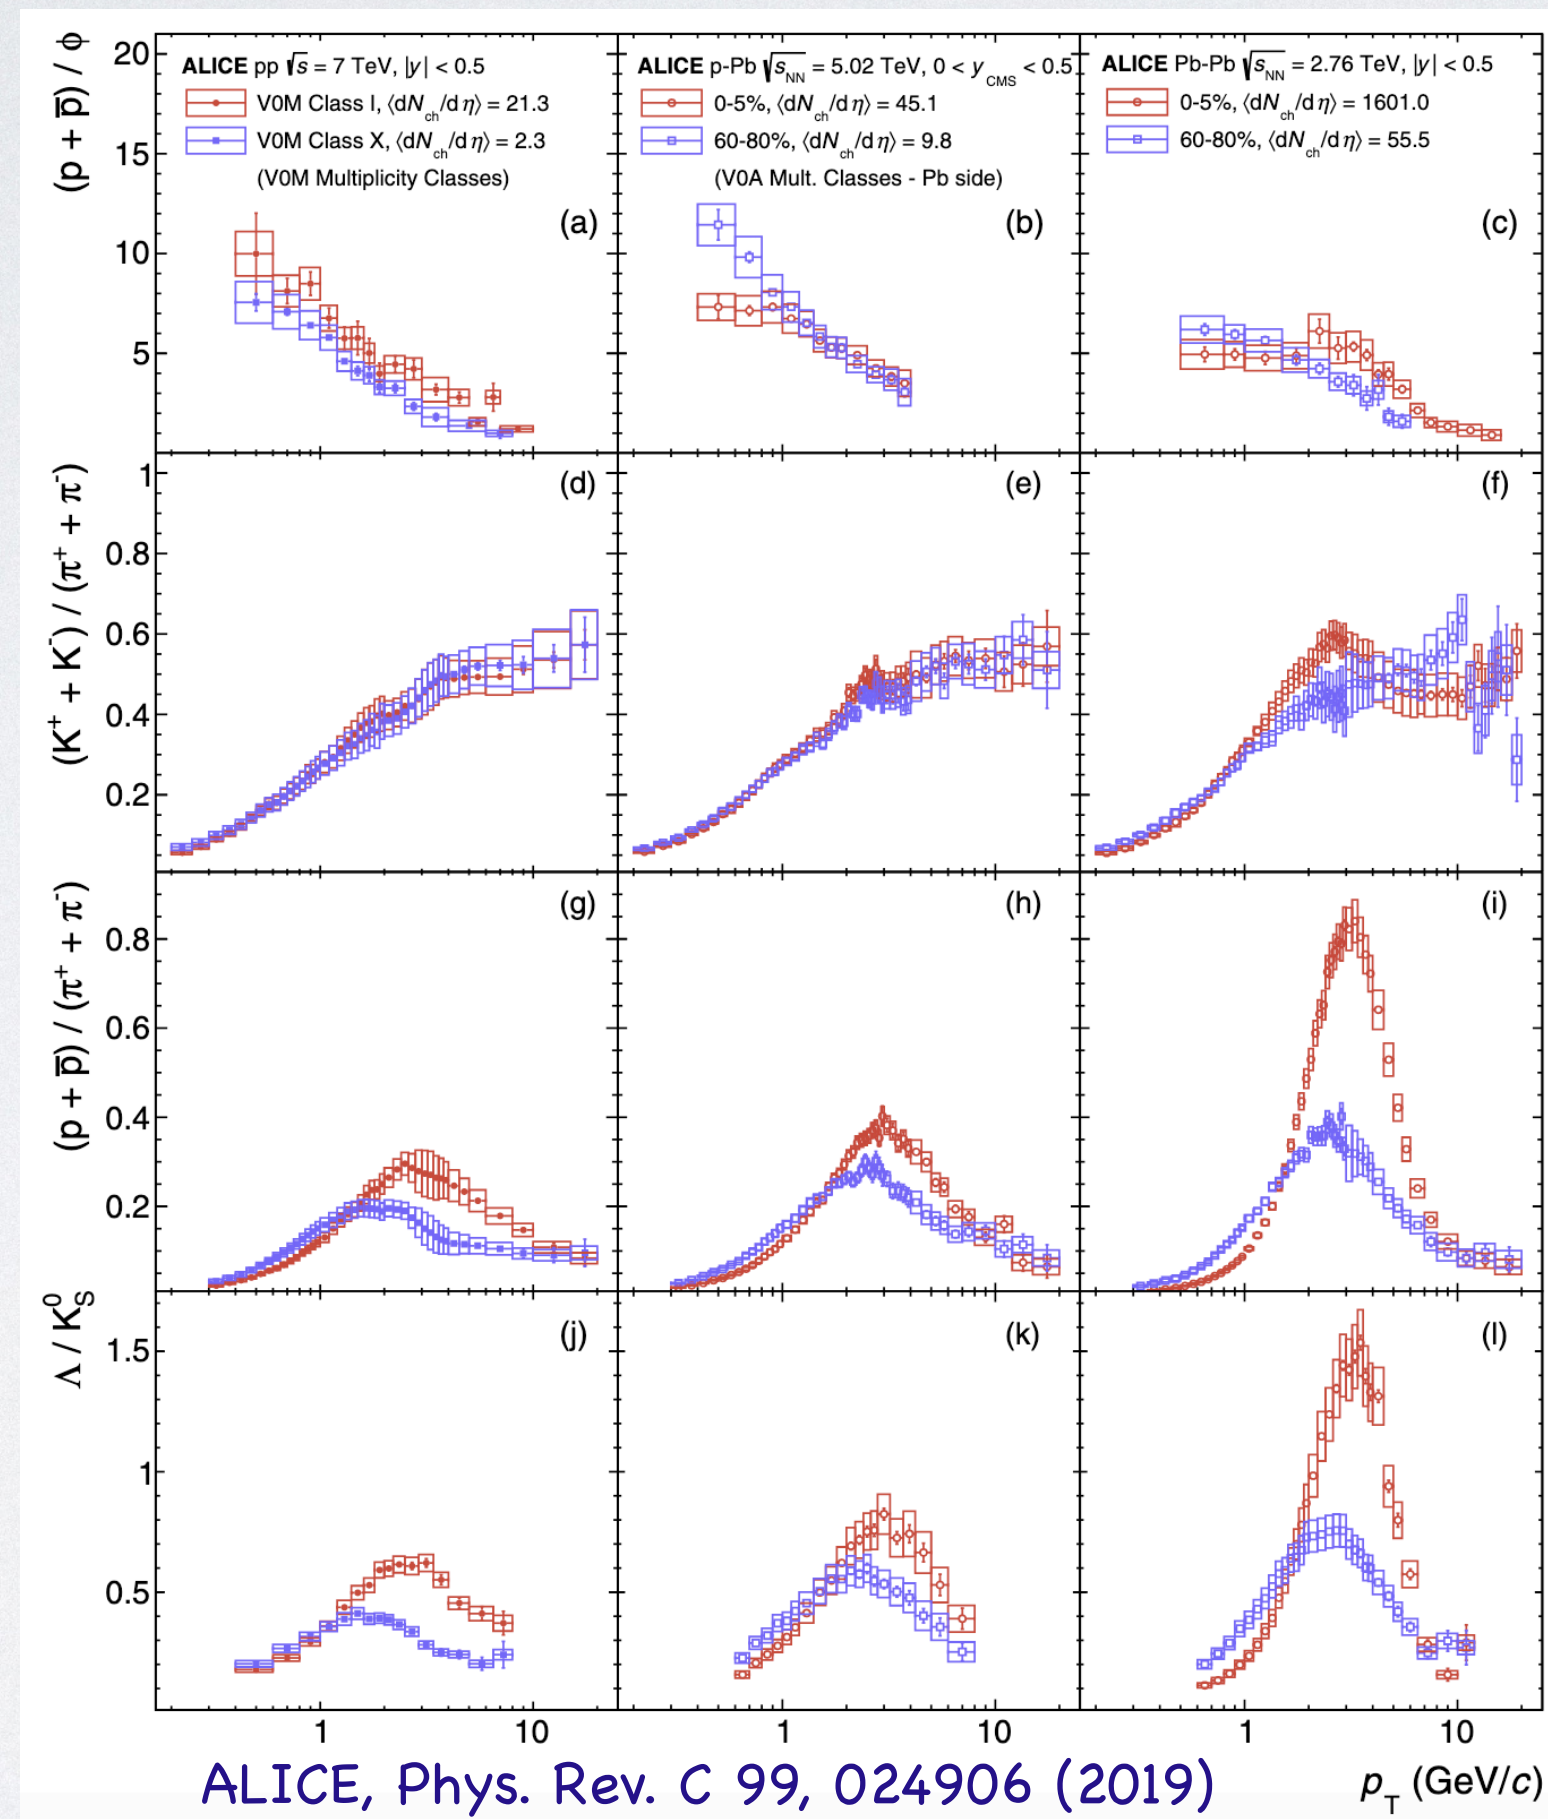 (p + p̅) / ϕ
20
15
10
5
ALICE pp √s = 7 TeV, |y| < 0.5
V0M Class I, ⟨dN_ch/dη⟩ = 21.3
V0M Class X, ⟨dN_ch/dη⟩ = 2.3
(V0M Multiplicity Classes)
(a)
ALICE p-Pb √s_NN = 5.02 TeV, 0 < y_CMS < 0.5
0-5%, ⟨dN_ch/dη⟩ = 45.1
60-80%, ⟨dN_ch/dη⟩ = 9.8
(V0A Mult. Classes - Pb side)
(b)
ALICE Pb-Pb √s_NN = 2.76 TeV, |y| < 0.5
0-5%, ⟨dN_ch/dη⟩ = 1601.0
60-80%, ⟨dN_ch/dη⟩ = 55.5
(c)
(K⁺ + K⁻) / (π⁺ + π⁻)
1
0.8
0.6
0.4
0.2
(d)
(e)
(f)
(p + p̅) / (π⁺ + π⁻)
0.8
0.6
0.4
0.2
(g)
(h)
(i)
Λ / K⁰_S
1.5
1
0.5
(j)
(k)
(l)
1 10 1 10 1 10
p_T (GeV/c)
ALICE, Phys. Rev. C 99, 024906 (2019)